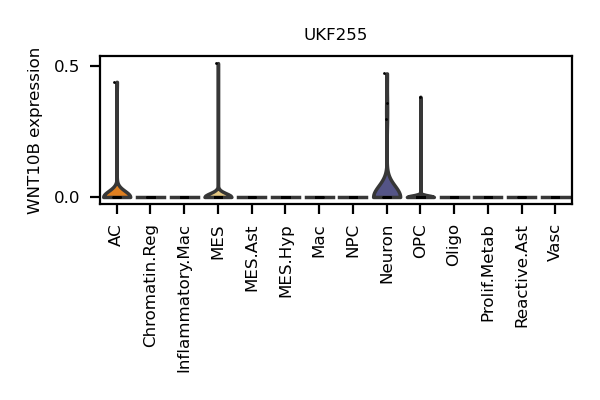 UKF255
WNT10B expression
0.5
0.0
AC
Chromatin.Reg
Inflammatory.Mac
MES
MES.Ast
MES.Hyp
Mac
NPC
Neuron
OPC
Oligo
Prolif.Metab
Reactive.Ast
Vasc